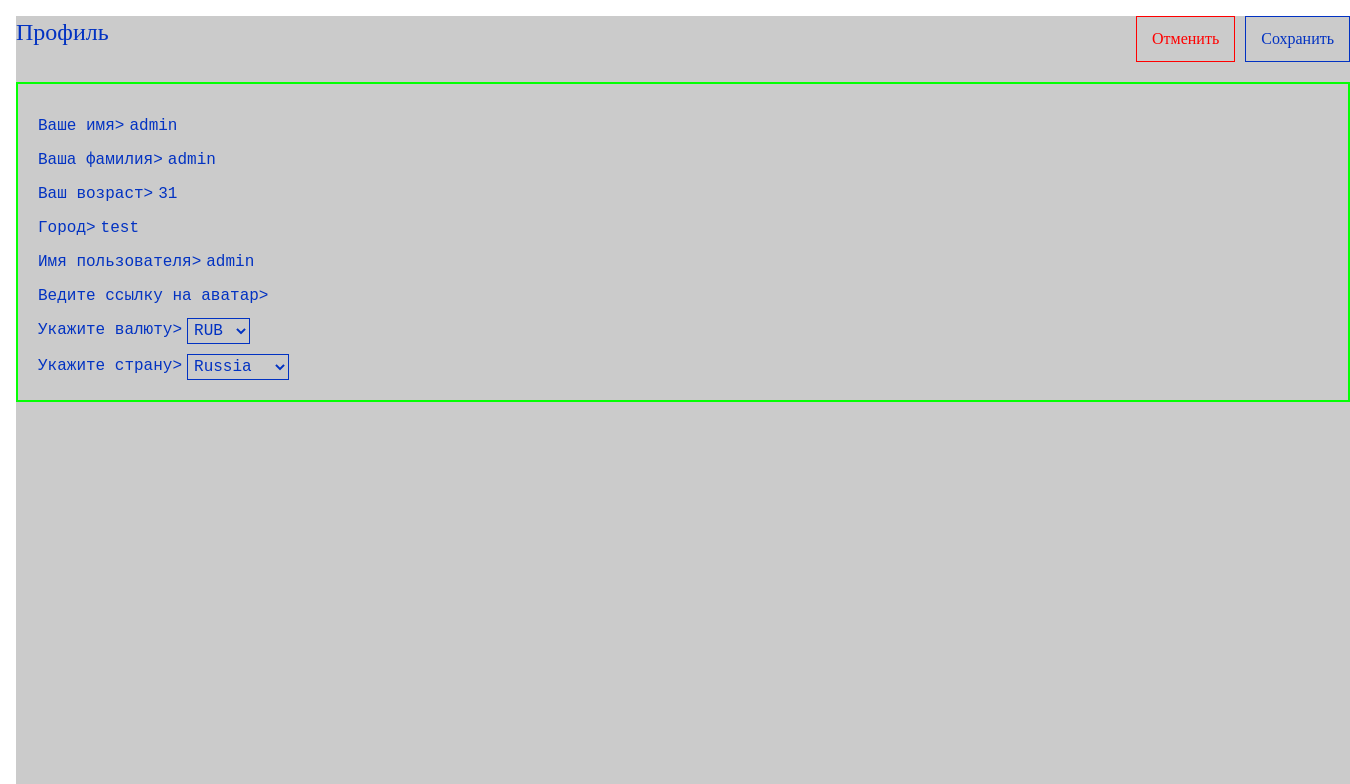 Профиль
Отменить
Сохранить
Ваше имя> admin
Ваша фамилия> admin
Ваш возраст> 31
Город> test
Имя пользователя> admin
Ведите ссылку на аватар>
Укажите валюту> RUB
Укажите страну> Russia